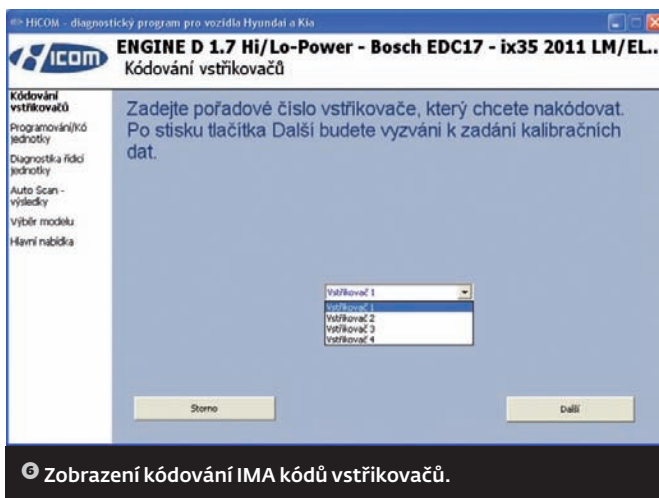 HiCOM - diagnostický program pro vozidla Hyundai a Kia
HICOM
ENGINE D 1.7 Hi/Lo-Power - Bosch EDC17 - ix35 2011 LM/EL..
Kódování vstřikovačů
Kódování
vstřikovačů
Programování/Kó
jednotky
Diagnostika řídicí
jednotky
Auto Scan -
výsledky
Výběr modelu
Hlavní nabídka
Zadejte pořadové číslo vstřikovače, který chcete nakódovat.
Po stisku tlačítka Další budete vyzváni k zadání kalibračních
dat.
Vstřikovač 1
Vstřikovač 1
Vstřikovač 2
Vstřikovač 3
Vstřikovač 4
Storno
Další
6 Zobrazení kódování IMA kódů vstřikovačů.